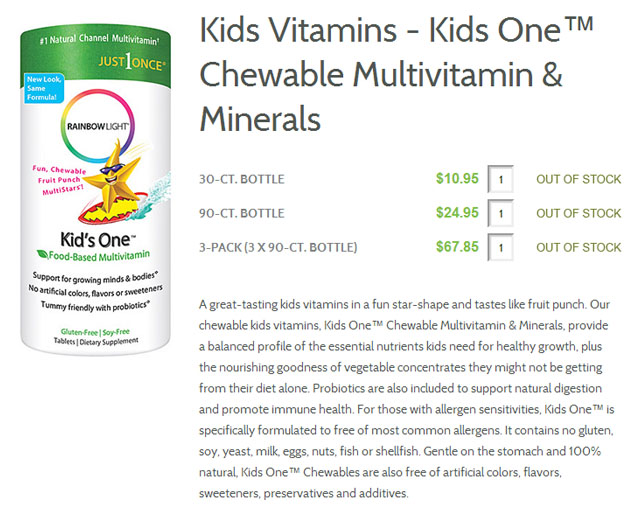 #1 Natural Channel Multivitamin†
JUST1ONCE®
New Look,
Same
Formula!
RAINBOW LIGHT®
Fun, Chewable
Fruit Punch
MultiStars!
Kid's One™
Food-Based Multivitamin
Support for growing minds & bodies*
No artificial colors, flavors or sweeteners
Tummy friendly with probiotics*
Gluten-Free | Soy-Free
Tablets | Dietary Supplement
Kids Vitamins - Kids One™
Chewable Multivitamin &
Minerals
30-CT. BOTTLE $10.95 1 OUT OF STOCK
90-CT. BOTTLE $24.95 1 OUT OF STOCK
3-PACK (3 X 90-CT. BOTTLE) $67.85 1 OUT OF STOCK
A great-tasting kids vitamins in a fun star-shape and tastes like fruit punch. Our
chewable kids vitamins, Kids One™ Chewable Multivitamin & Minerals, provide
a balanced profile of the essential nutrients kids need for healthy growth, plus
the nourishing goodness of vegetable concentrates they might not be getting
from their diet alone. Probiotics are also included to support natural digestion
and promote immune health. For those with allergen sensitivities, Kids One™ is
specifically formulated to free of most common allergens. It contains no gluten,
soy, yeast, milk, eggs, nuts, fish or shellfish. Gentle on the stomach and 100%
natural, Kids One™ Chewables are also free of artificial colors, flavors,
sweeteners, preservatives and additives.